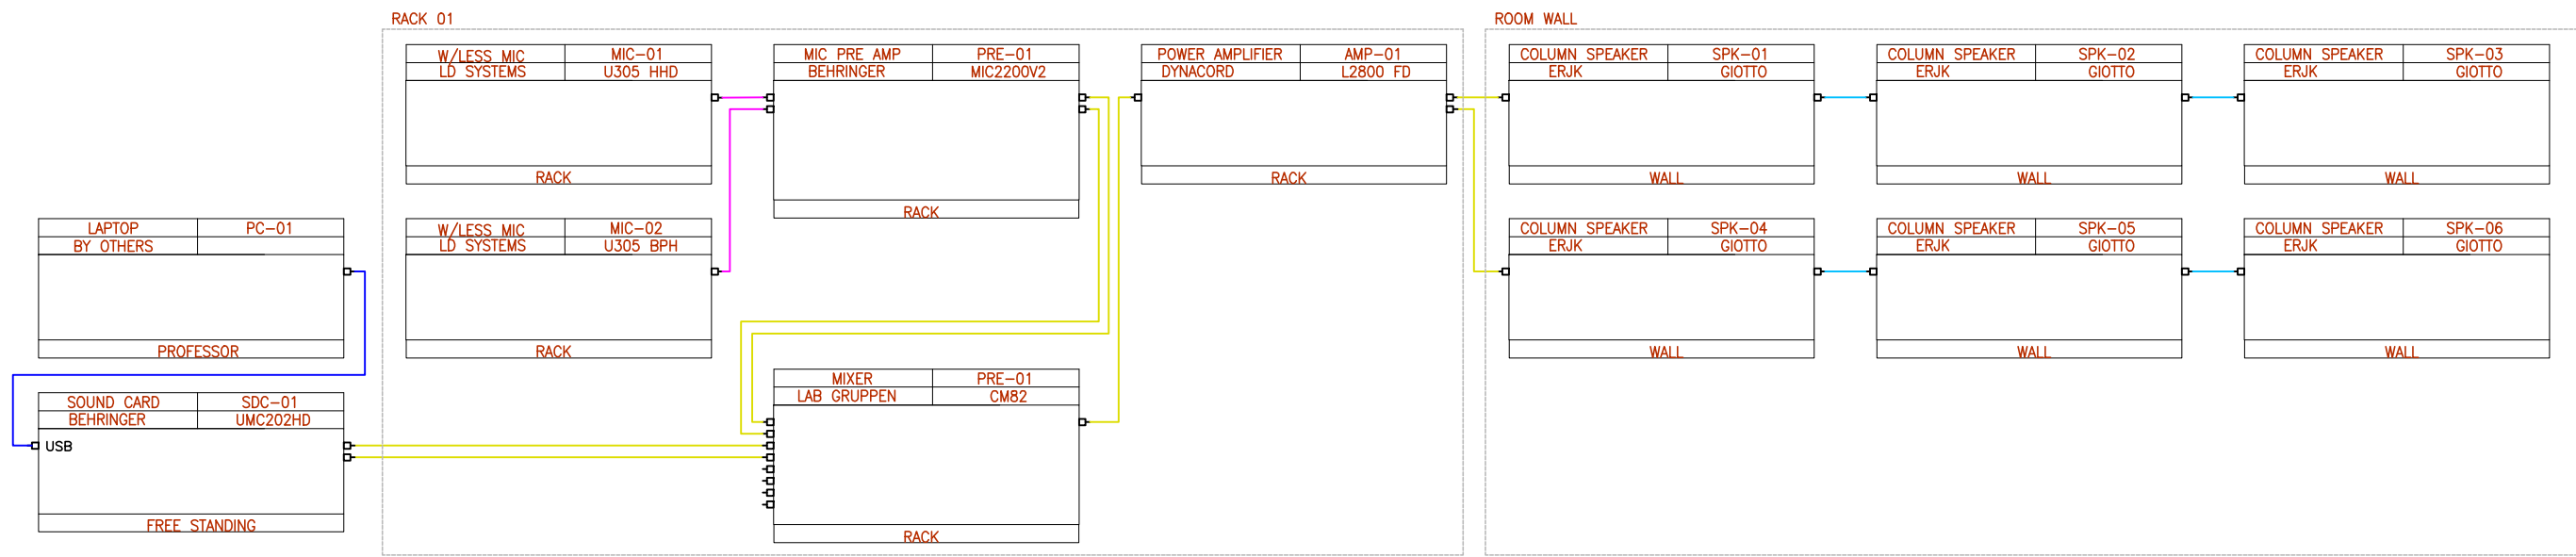 RACK 01
ROOM WALL
W/LESS MIC MIC-01
LD SYSTEMS U305 HHD
RACK
MIC PRE AMP PRE-01
BEHRINGER MIC2200V2
RACK
POWER AMPLIFIER AMP-01
DYNACORD L2800 FD
RACK
COLUMN SPEAKER SPK-01
ERJK GIOTTO
WALL
COLUMN SPEAKER SPK-02
ERJK GIOTTO
WALL
COLUMN SPEAKER SPK-03
ERJK GIOTTO
WALL
LAPTOP PC-01
BY OTHERS
PROFESSOR
W/LESS MIC MIC-02
LD SYSTEMS U305 BPH
RACK
COLUMN SPEAKER SPK-04
ERJK GIOTTO
WALL
COLUMN SPEAKER SPK-05
ERJK GIOTTO
WALL
COLUMN SPEAKER SPK-06
ERJK GIOTTO
WALL
SOUND CARD SDC-01
BEHRINGER UMC202HD
USB
FREE STANDING
MIXER PRE-01
LAB GRUPPEN CM82
RACK